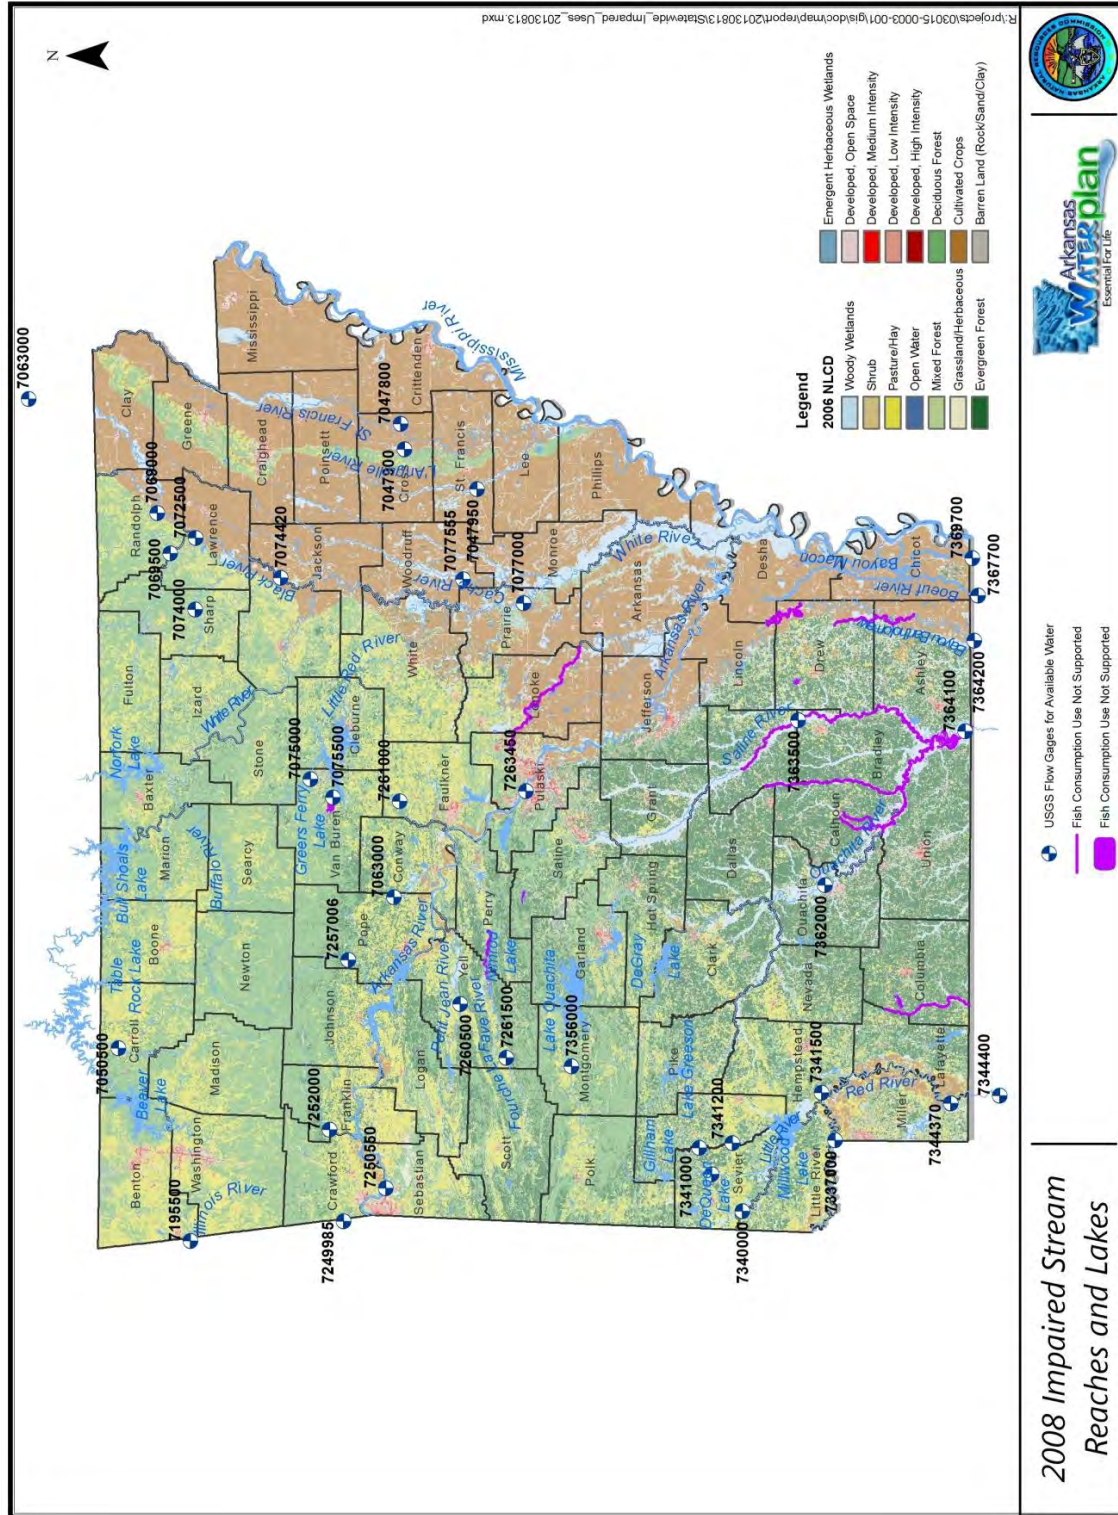 R:\projects\03015-0003-001\gis\doc\map\report\20130813\Statewide_Impared_Uses_20130813.mxd
N
7063000
7050500
Table
Rock Lake
Bull Shoals
Lake
Norfork
Lake
Beaver
Lake
Benton
Carroll
Boone
Marion
Baxter
Fulton
Randolph
Clay
7068000
7069500
7072500
7195500
Illinois River
Washington
Madison
Newton
Searcy
Buffalo River
Stone
Izard
White River
7074000
Sharp
Lawrence
Greene
Mississippi
Craighead
Black River
7074420
7249985
Crawford
7252000
Franklin
Johnson
7257006
Pope
Van Buren
Greers Ferry
Lake
7075000
7075500
Cleburne
Little Red River
Jackson
Poinsett
St. Francis River
7250550
Sebastian
Logan
Arkansas River
7063000
Conway
7261000
Faulkner
White
Woodruff
Cache River
Cross
L'Anguille River
7047900
7047800
Crittenden
Mississippi River
7260500
Petit Jean River
Yell
Perry
Nimrod
Lake
Fourche La Fave River
7261500
Scott
Pulaski
7263450
Lonoke
Prairie
7077555
7047950
7077000
St. Francis
Lee
Monroe
Phillips
White River
Polk
Montgomery
7356000
Lake Ouachita
Garland
Saline
Hot Spring
DeGray
Lake
Grant
Jefferson
Arkansas
Arkansas River
Gillham
Lake
Pike
Lake Greeson
7341000
DeQueen
Lake
7341200
Sevier
7340000
Clark
Dallas
Saline River
Lincoln
Desha
Little River
Millwood
Lake
Little River
7337000
Hempstead
7341500
Nevada
Ouachita
7362000
Ouachita River
Calhoun
Bradley
7363500
Drew
Bayou Macon
Chicot
Boeuf River
Bayou Bartholomew
Ashley
Red River
Miller
Lafayette
Columbia
Union
7344370
7344400
7364100
7364200
7367700
7369700
Legend
2006 NLCD
Woody Wetlands
Shrub
Pasture/Hay
Open Water
Mixed Forest
Grassland/Herbaceous
Evergreen Forest
Emergent Herbaceous Wetlands
Developed, Open Space
Developed, Medium Intensity
Developed, Low Intensity
Developed, High Intensity
Deciduous Forest
Cultivated Crops
Barren Land (Rock/Sand/Clay)
USGS Flow Gages for Available Water
Fish Consumption Use Not Supported
Fish Consumption Use Not Supported
2008 Impaired Stream
Reaches and Lakes
Arkansas
WATERplan
Essential For Life
ARKANSAS NATURAL RESOURCES COMMISSION